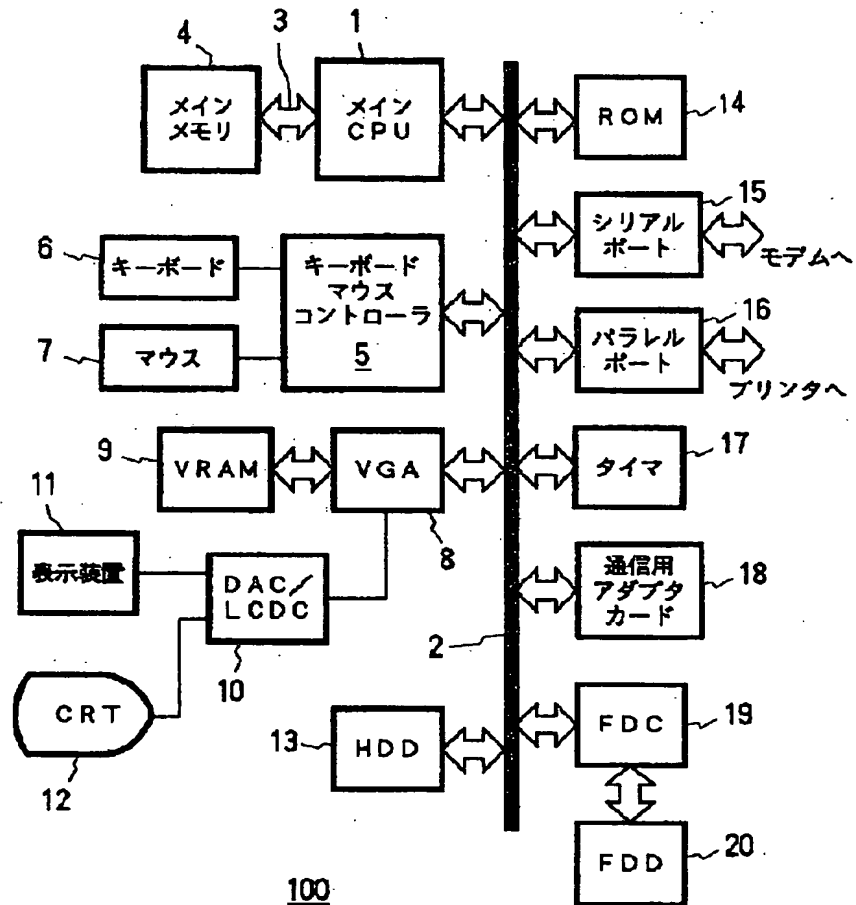 4
3
1
メイン
メモリ
メイン
CPU
ROM
14
15
シリアル
ポート
モデムへ
6
キーボード
キーボード
マウス
コントローラ
5
7
マウス
16
パラレル
ポート
プリンタへ
9
VRAM
VGA
8
17
タイマ
11
表示装置
DAC/
LCDC
10
通信用
アダプタ
カード
18
2
CRT
12
13
HDD
FDC
19
FDD
20
100